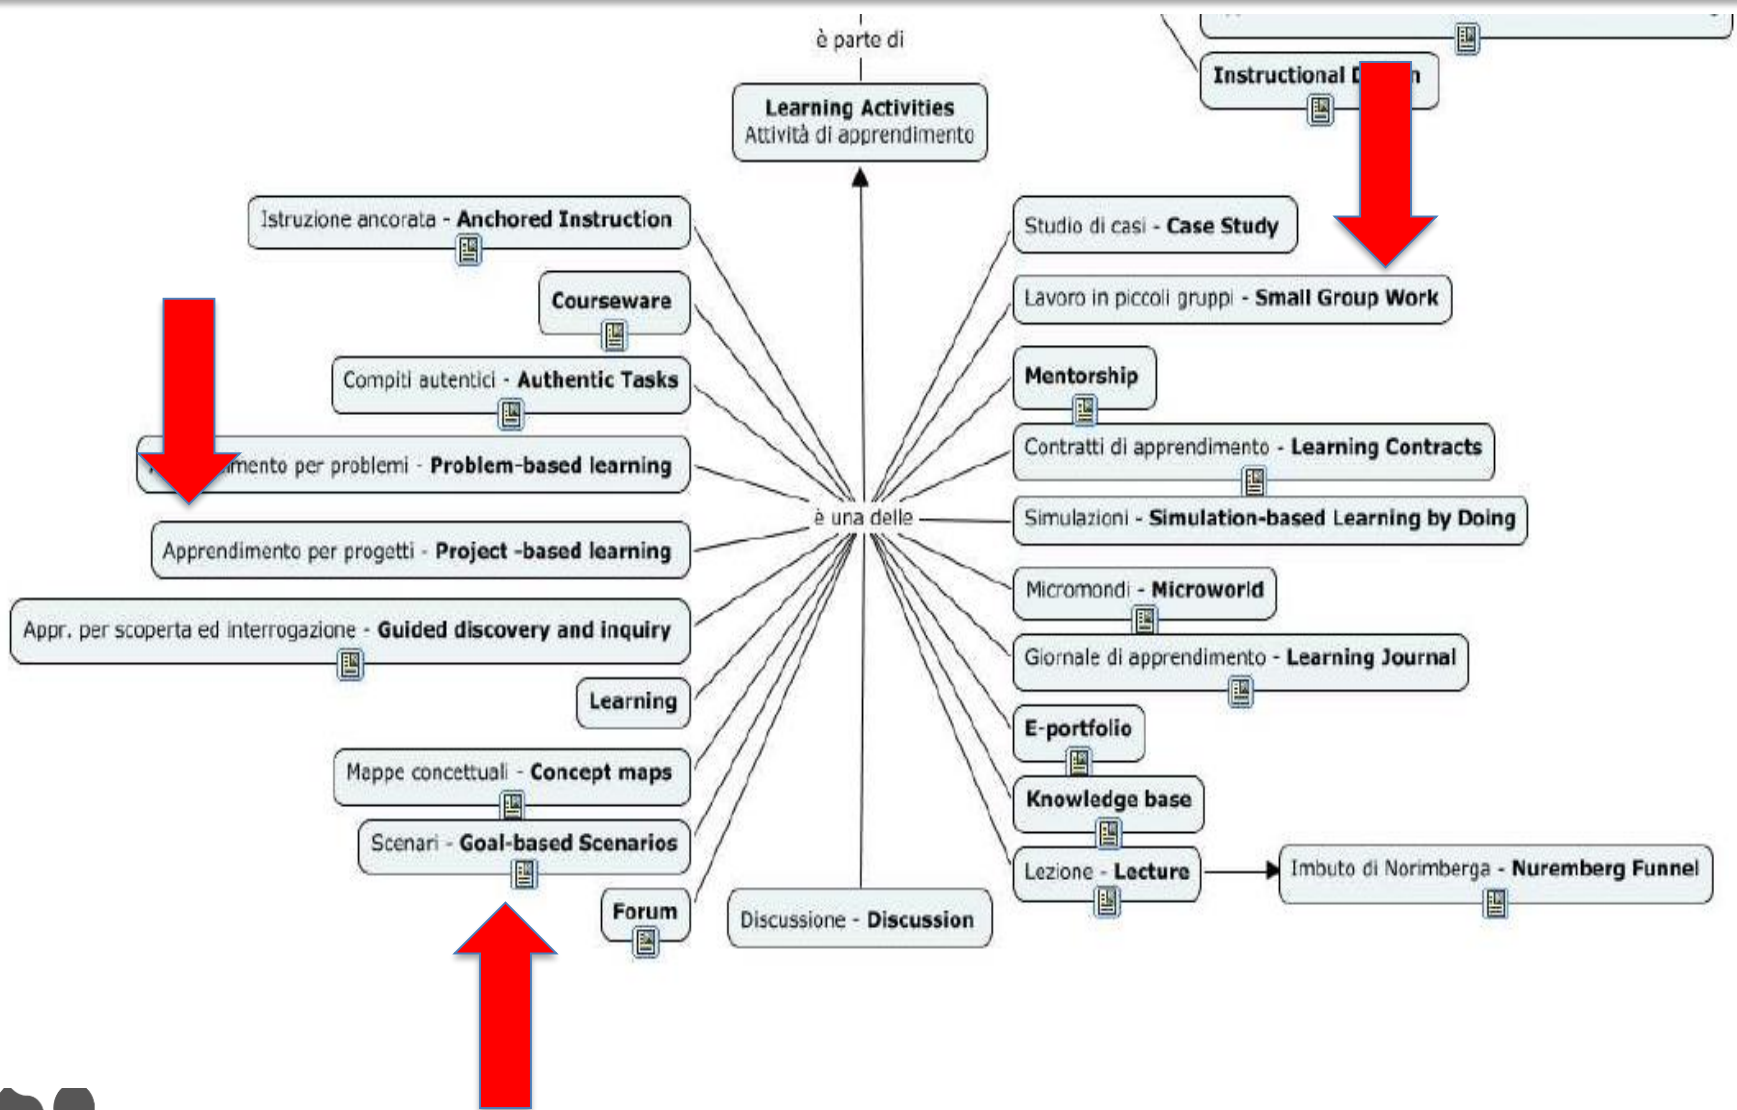 è parte di
Instructional
Learning Activities
Attività di apprendimento
Istruzione ancorata - Anchored Instruction
Courseware
Compiti autentici - Authentic Tasks
per problemi - Problem-based learning
Apprendimento per progetti - Project -based learning
Appr. per scoperta ed interrogazione - Guided discovery and inquiry
Learning
Mappe concettuali - Concept maps
Scenari - Goal-based Scenarios
Forum
è una delle
Discussione - Discussion
Studio di casi - Case Study
Lavoro in piccoli gruppi - Small Group Work
Mentorship
Contratti di apprendimento - Learning Contracts
Simulazioni - Simulation-based Learning by Doing
Micromondi - Microworld
Giornale di apprendimento - Learning Journal
E-portfolio
Knowledge base
Lezione - Lecture
Imbuto di Norimberga - Nuremberg Funnel